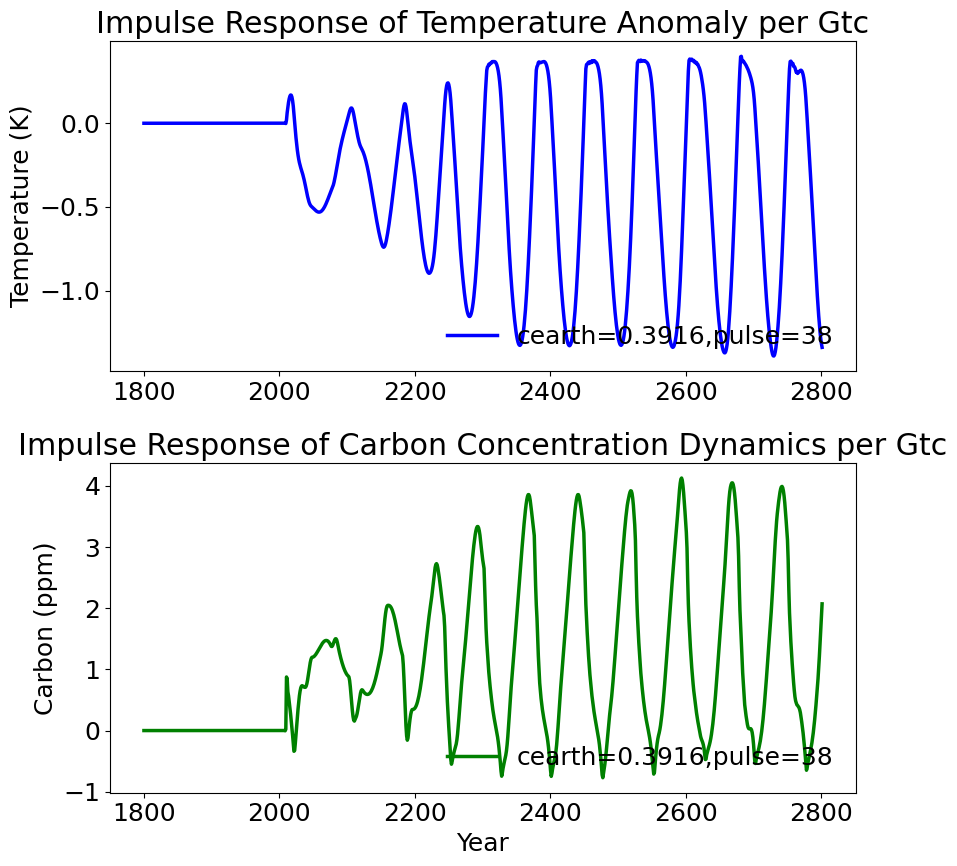 Impulse Response of Temperature Anomaly per Gtc
Temperature (K)
0.0
−0.5
−1.0
cearth=0.3916,pulse=38
1800 2000 2200 2400 2600 2800
Impulse Response of Carbon Concentration Dynamics per Gtc
Carbon (ppm)
4
3
2
1
0
−1
cearth=0.3916,pulse=38
1800 2000 2200 2400 2600 2800
Year